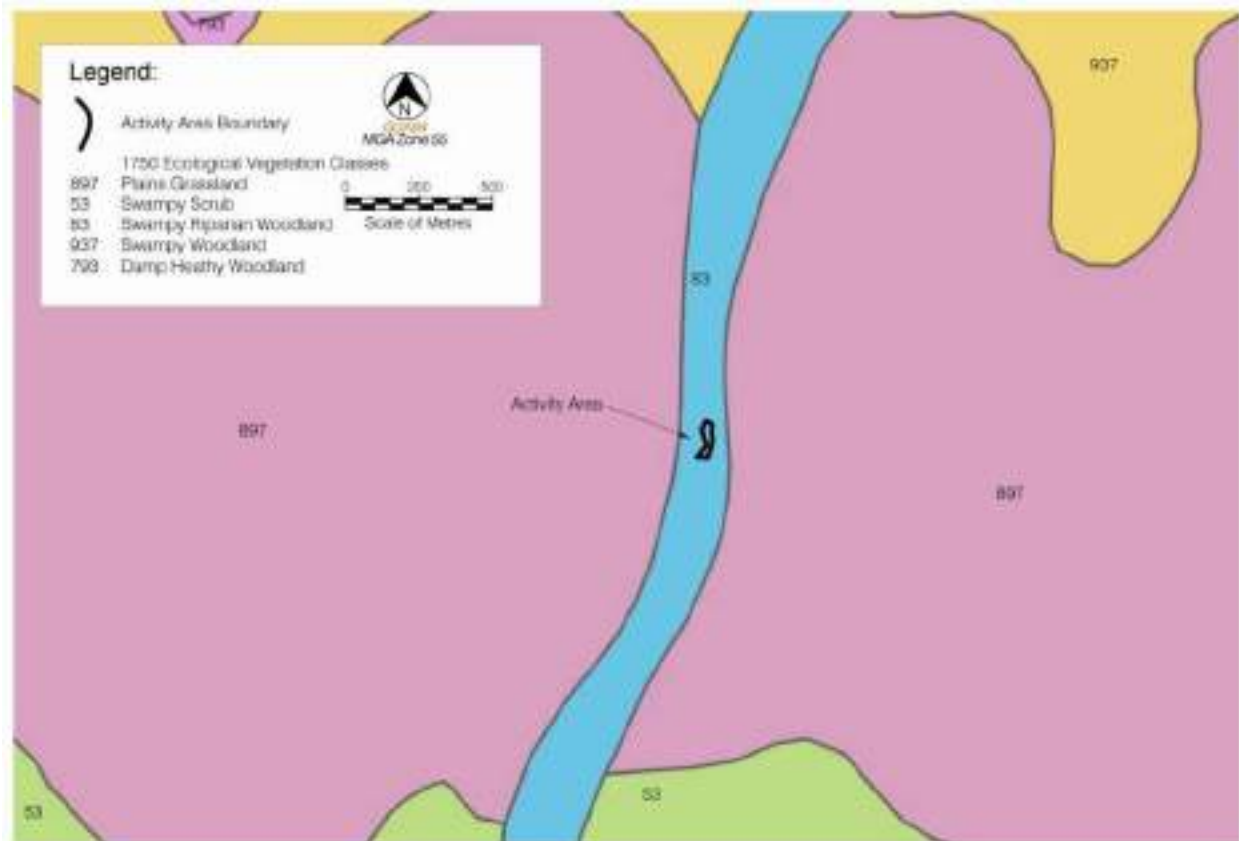 793
Legend:
Activity Area Boundary
N
MGA Zone 55
1750 Ecological Vegetation Classes
897 Plains Grassland
53 Swampy Scrub
83 Swampy Riparian Woodland
937 Swampy Woodland
793 Damp Heathy Woodland
0 500
Scale of Metres
937
83
Activity Area
897
897
53
53